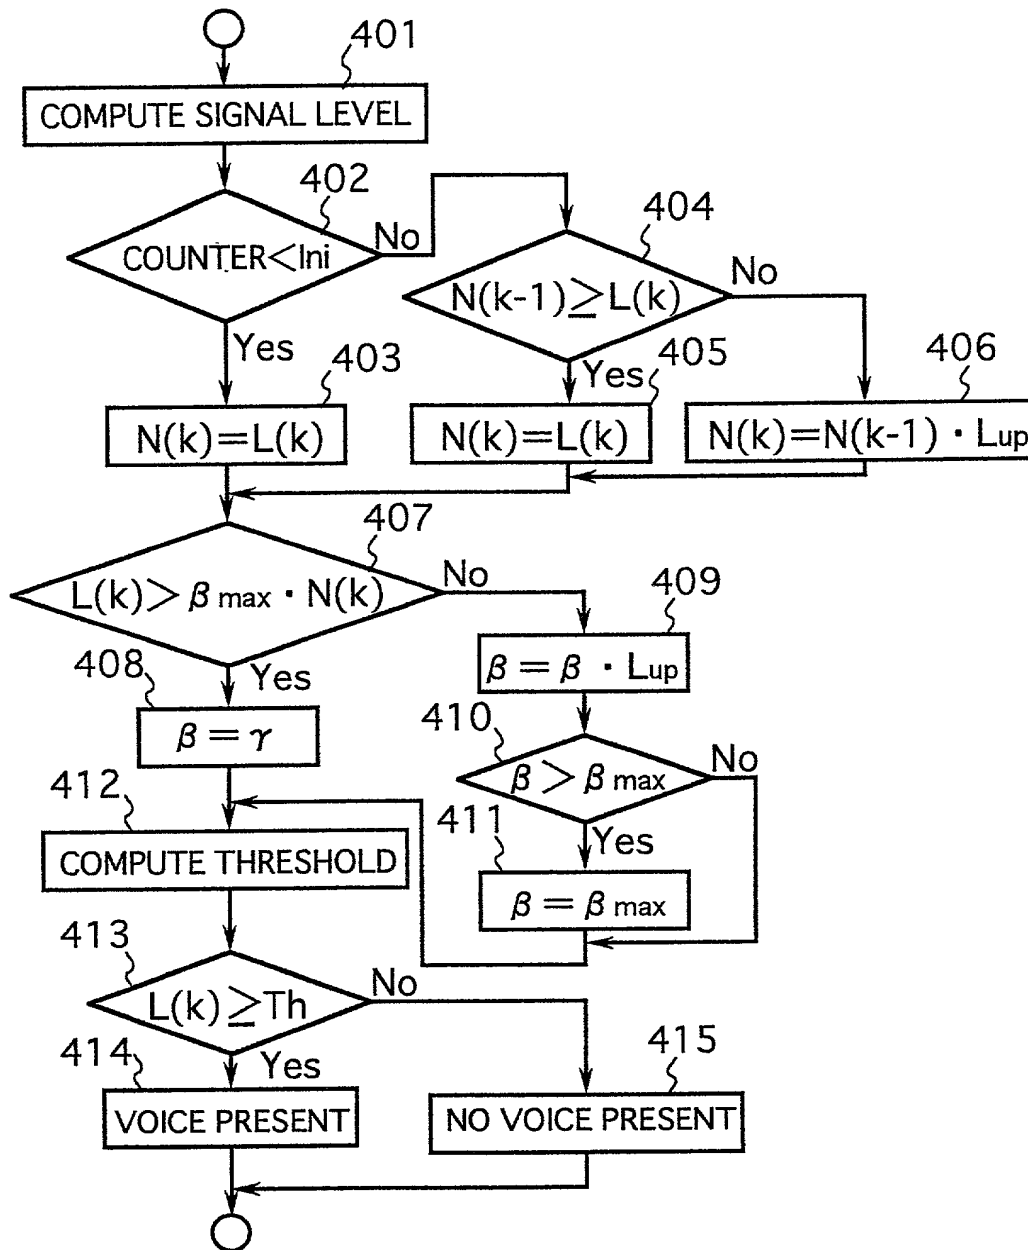 401
COMPUTE SIGNAL LEVEL
402
COUNTER<Ini
No
Yes
404
N(k-1)≥L(k)
No
Yes
403
N(k)=L(k)
405
N(k)=L(k)
406
N(k)=N(k-1)・Lup
407
L(k)>βmax・N(k)
No
Yes
408
β=γ
409
β=β・Lup
410
β>βmax
No
Yes
411
β=βmax
412
COMPUTE THRESHOLD
413
L(k)≥Th
No
Yes
414
VOICE PRESENT
415
NO VOICE PRESENT